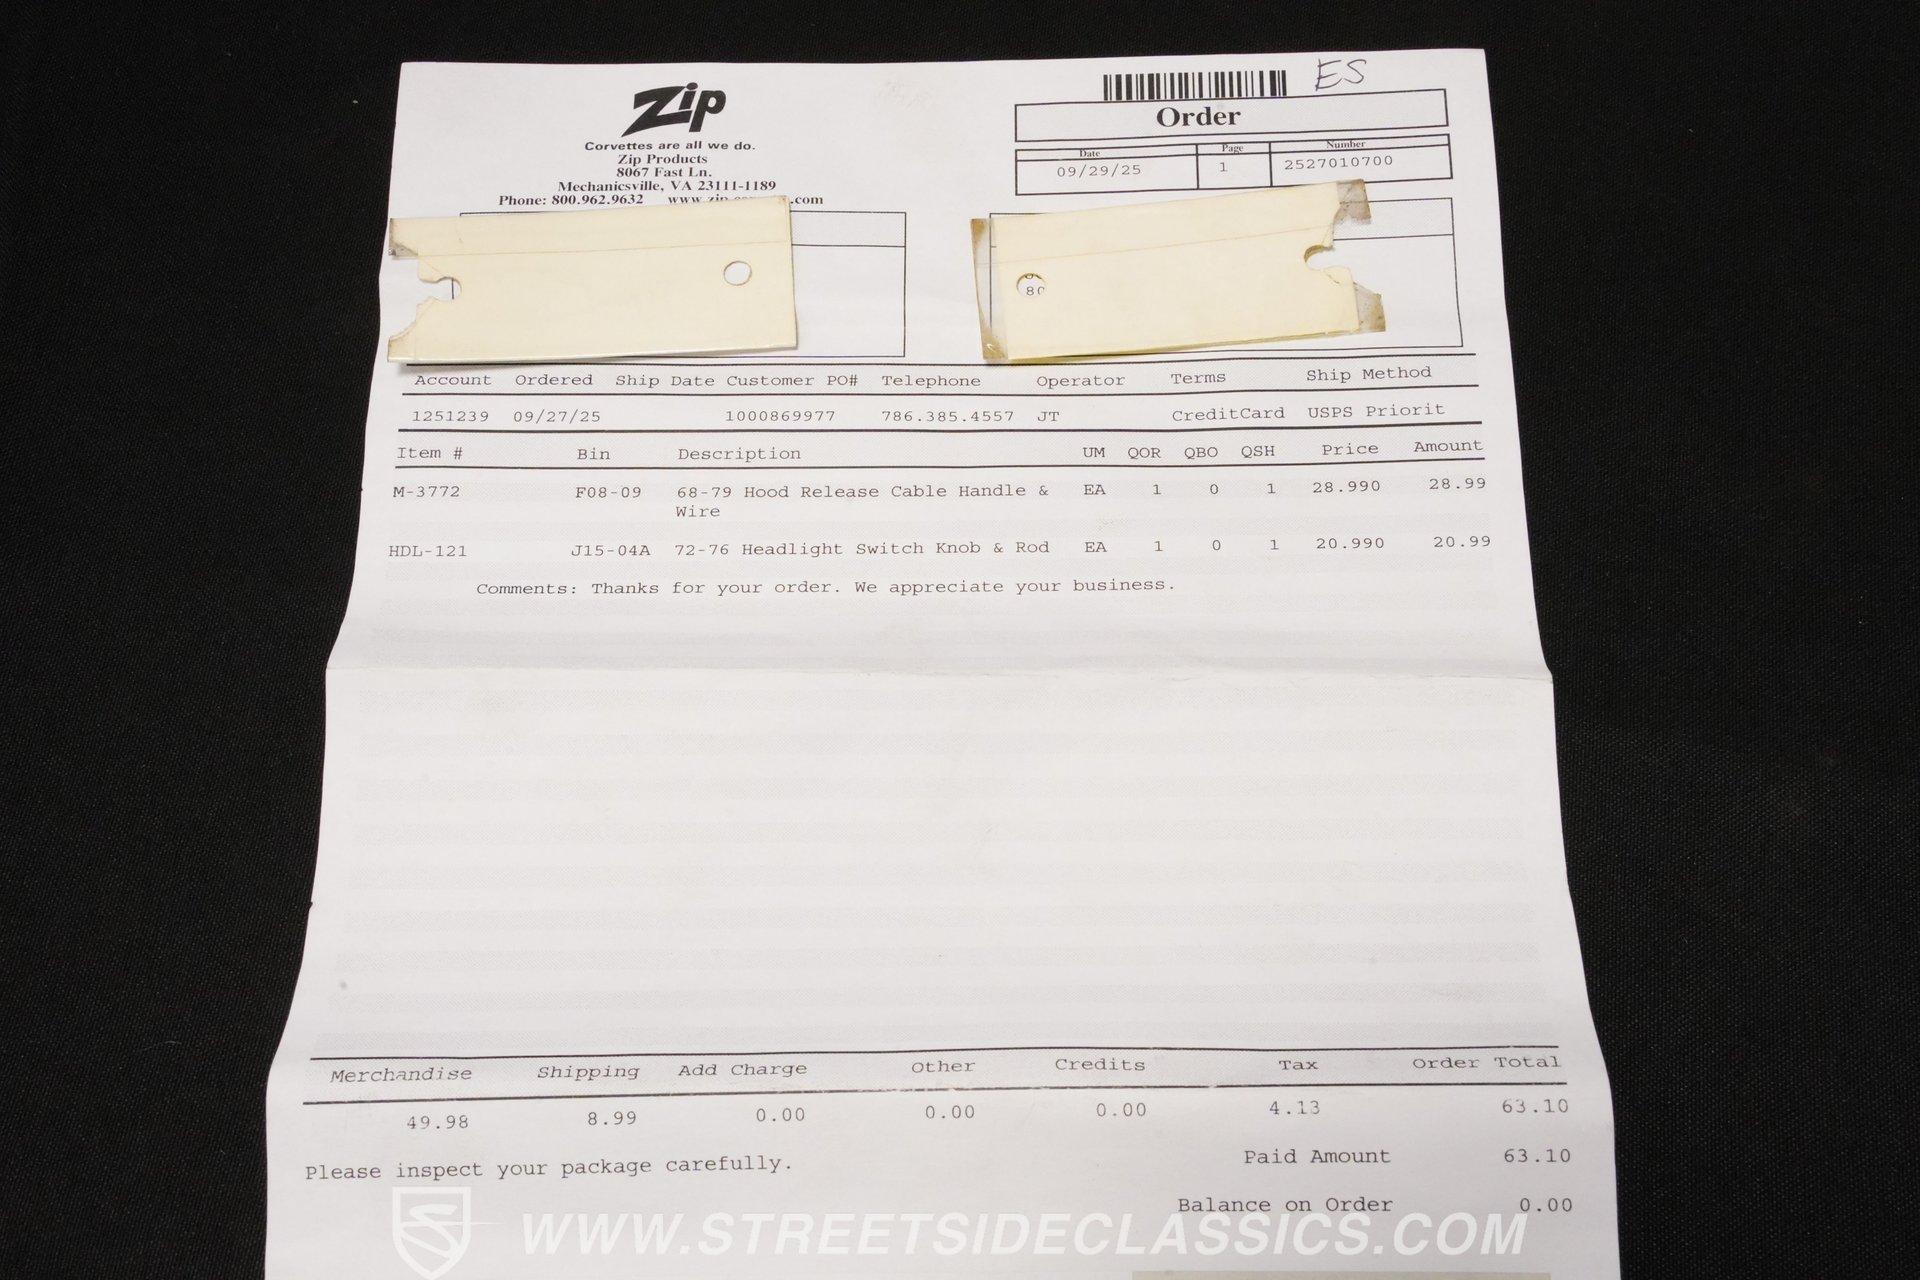 ES
Zip
Corvettes are all we do.
Zip Products
8067 Fast Ln.
Mechanicsville, VA 23111-1189
Phone: 800.962.9632 www. .com
Order
Date Page Number
09/29/25 1 2527010700
80
Account Ordered Ship Date Customer PO# Telephone Operator Terms Ship Method
1251239 09/27/25 1000869977 786.385.4557 JT CreditCard USPS Priorit
Item # Bin Description UM QOR QBO QSH Price Amount
M-3772 F08-09 68-79 Hood Release Cable Handle & EA 1 0 1 28.990 28.99
Wire
HDL-121 J15-04A 72-76 Headlight Switch Knob & Rod EA 1 0 1 20.990 20.99
Comments: Thanks for your order. We appreciate your business.
Merchandise Shipping Add Charge Other Credits Tax Order Total
49.98 8.99 0.00 0.00 0.00 4.13 63.10
Please inspect your package carefully. Paid Amount 63.10
Balance on Order 0.00
WWW.STREETSIDECLASSICS.COM